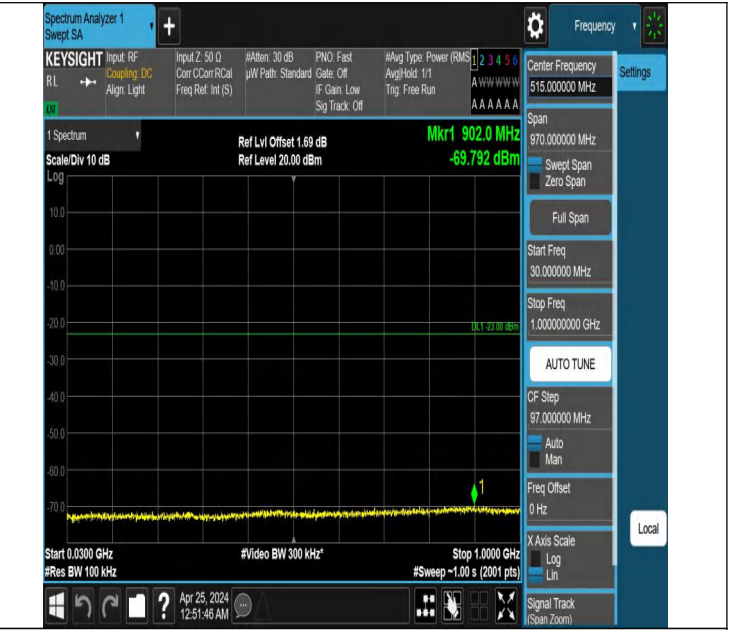 Spectrum Analyzer 1
Swept SA
+
Frequency
KEYSIGHT
RL
LXI
Input: RF
Coupling: DC
Align: Light
Input Z: 50 Ω
Corr CCorr RCal
Freq Ref: Int (S)
#Atten: 30 dB
µW Path: Standard
PNO: Fast
Gate: Off
IF Gain: Low
Sig Track: Off
#Avg Type: Power (RMS
Avg|Hold: 1/1
Trig: Free Run
1 2 3 4 5 6
A W W W W W
A A A A A A
1 Spectrum
Scale/Div 10 dB
Log
Ref Lvl Offset 1.69 dB
Ref Level 20.00 dBm
Mkr1 902.0 MHz
-69.792 dBm
10.0
0.00
-10.0
-20.0
-30.0
-40.0
-50.0
-60.0
-70.0
DL1 -23.00 dBm
1
Start 0.0300 GHz
#Res BW 100 kHz
#Video BW 300 kHz*
Stop 1.0000 GHz
#Sweep ~1.00 s (2001 pts)
?
Apr 25, 2024
12:51:46 AM
Center Frequency
515.000000 MHz
Settings
Span
970.000000 MHz
Swept Span
Zero Span
Full Span
Start Freq
30.000000 MHz
Stop Freq
1.000000000 GHz
AUTO TUNE
CF Step
97.000000 MHz
Auto
Man
Freq Offset
0 Hz
X Axis Scale
Log
Lin
Local
Signal Track
(Span Zoom)